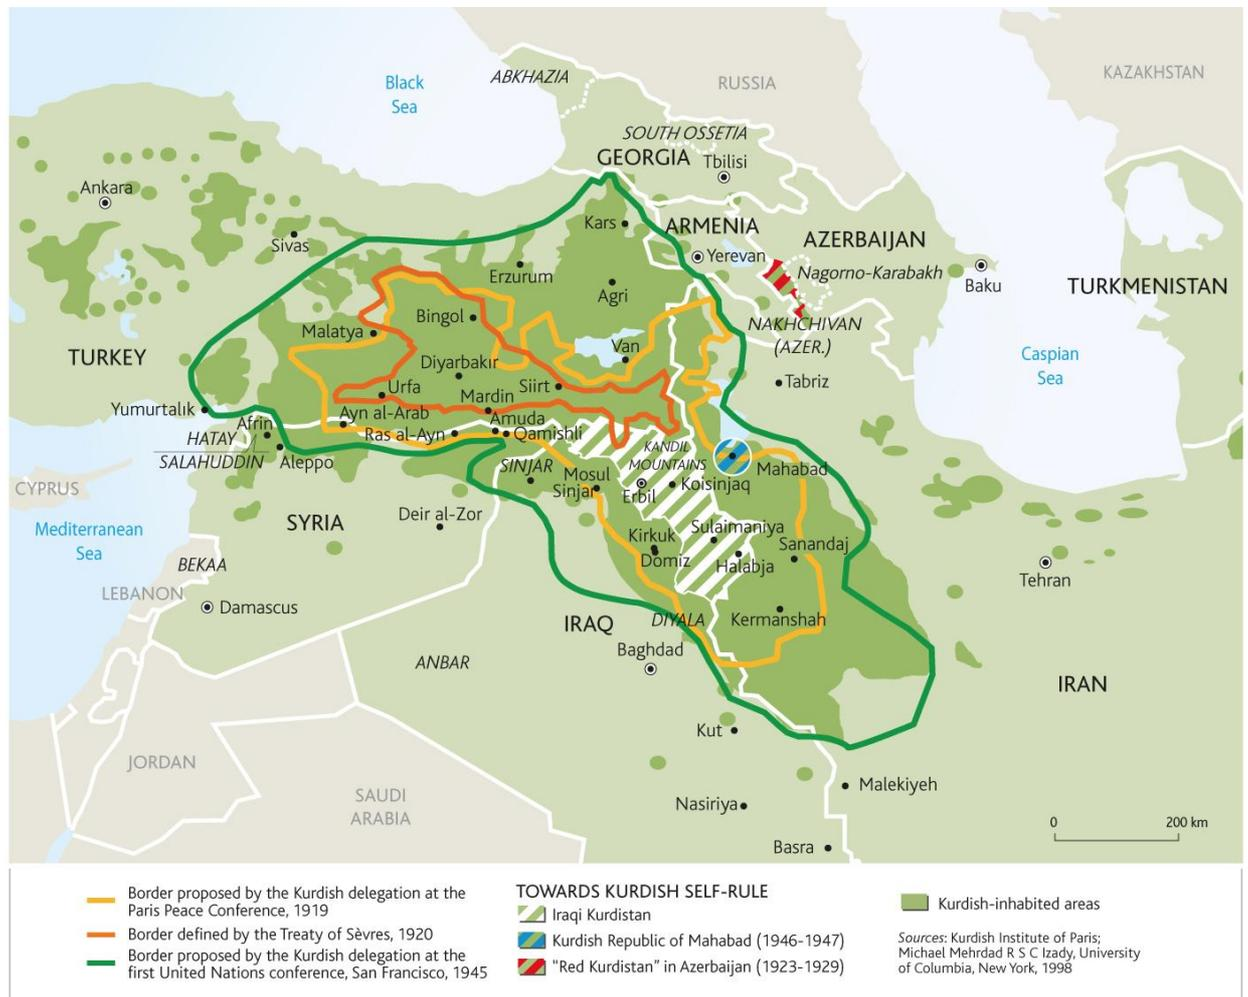 ABKHAZIA
RUSSIA
KAZAKHSTAN
Black
Sea
SOUTH OSSETIA
GEORGIA
Tbilisi
Ankara
Sivas
Kars
ARMENIA
Yerevan
AZERBAIJAN
Nagorno-Karabakh
Baku
TURKMENISTAN
Erzurum
Agri
NAKHCHIVAN
(AZER.)
Caspian
Sea
TURKEY
Malatya
Bingol
Van
Tabriz
Diyarbakır
Urfa
Siirt
Mardin
Yumurtalık
Afrin
Ayn al-Arab
Amuda
Ras al-Ayn
Qamishli
HATAY
SALAHUDDIN
Aleppo
SINJAR
KANDIL
MOUNTAINS
Mahabad
Mosul
Sinjar
Erbil
Koisinjaq
CYPRUS
Mediterranean
Sea
SYRIA
Deir al-Zor
Kirkuk
Domiz
Sulaimaniya
Halabja
Sanandaj
Tehran
BEKAA
LEBANON
Damascus
IRAQ
DIYALA
Kermanshah
Baghdad
ANBAR
IRAN
Kut
JORDAN
SAUDI
ARABIA
Malekiyeh
Nasiriya
Basra
0 200 km
Border proposed by the Kurdish delegation at the
Paris Peace Conference, 1919
Border defined by the Treaty of Sèvres, 1920
Border proposed by the Kurdish delegation at the
first United Nations conference, San Francisco, 1945
TOWARDS KURDISH SELF-RULE
Iraqi Kurdistan
Kurdish Republic of Mahabad (1946-1947)
“Red Kurdistan” in Azerbaijan (1923-1929)
Kurdish-inhabited areas
Sources: Kurdish Institute of Paris;
Michael Mehrdad R S C Izady, University
of Columbia, New York, 1998